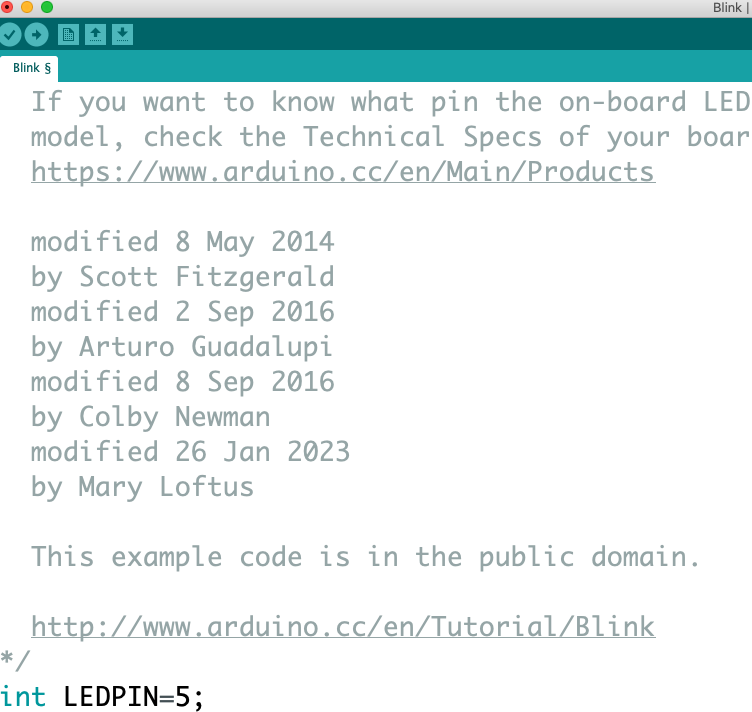 Blink |
Blink §
If you want to know what pin the on-board LED
model, check the Technical Specs of your boar
https://www.arduino.cc/en/Main/Products
modified 8 May 2014
by Scott Fitzgerald
modified 2 Sep 2016
by Arturo Guadalupi
modified 8 Sep 2016
by Colby Newman
modified 26 Jan 2023
by Mary Loftus
This example code is in the public domain.
http://www.arduino.cc/en/Tutorial/Blink
*/
int LEDPIN=5;